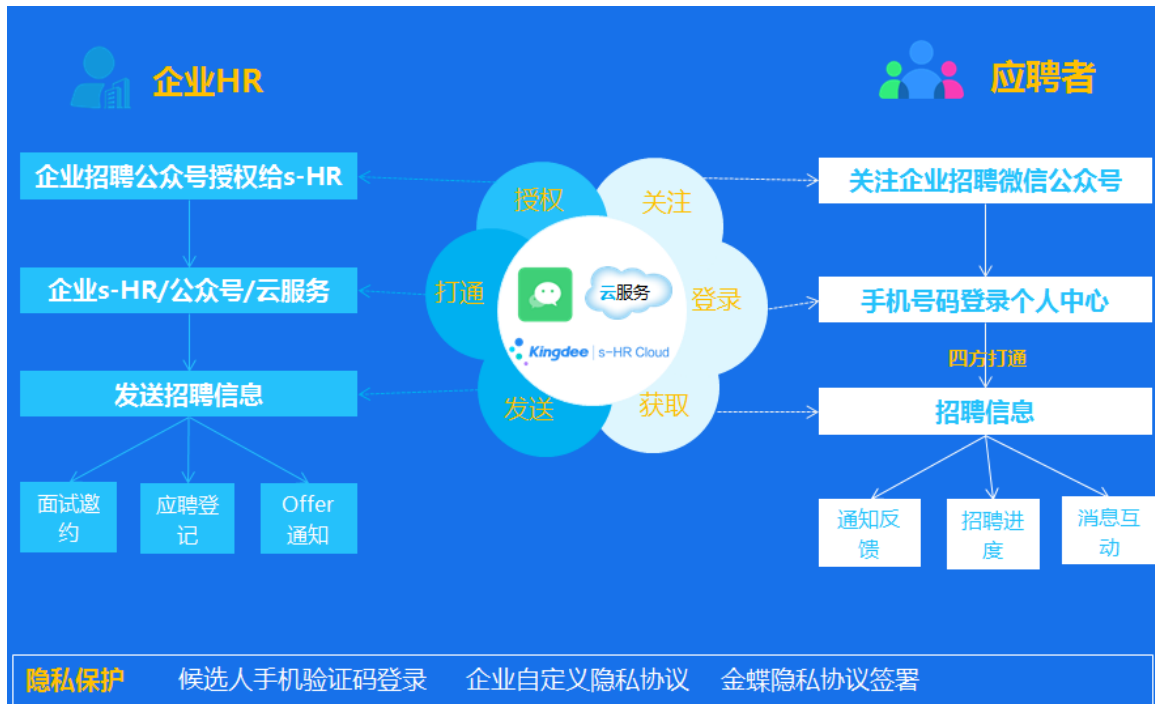 企业HR
应聘者
企业招聘公众号授权给s-HR
企业s-HR/公众号/云服务
发送招聘信息
面试邀
约
应聘登
记
Offer
通知
授权
关注
打通
登录
发送
获取
云服务
Kingdee | s-HR Cloud
关注企业招聘微信公众号
手机号码登录个人中心
四方打通
招聘信息
通知反
馈
招聘进
度
消息互
动
隐私保护 候选人手机验证码登录 企业自定义隐私协议 金蝶隐私协议签署